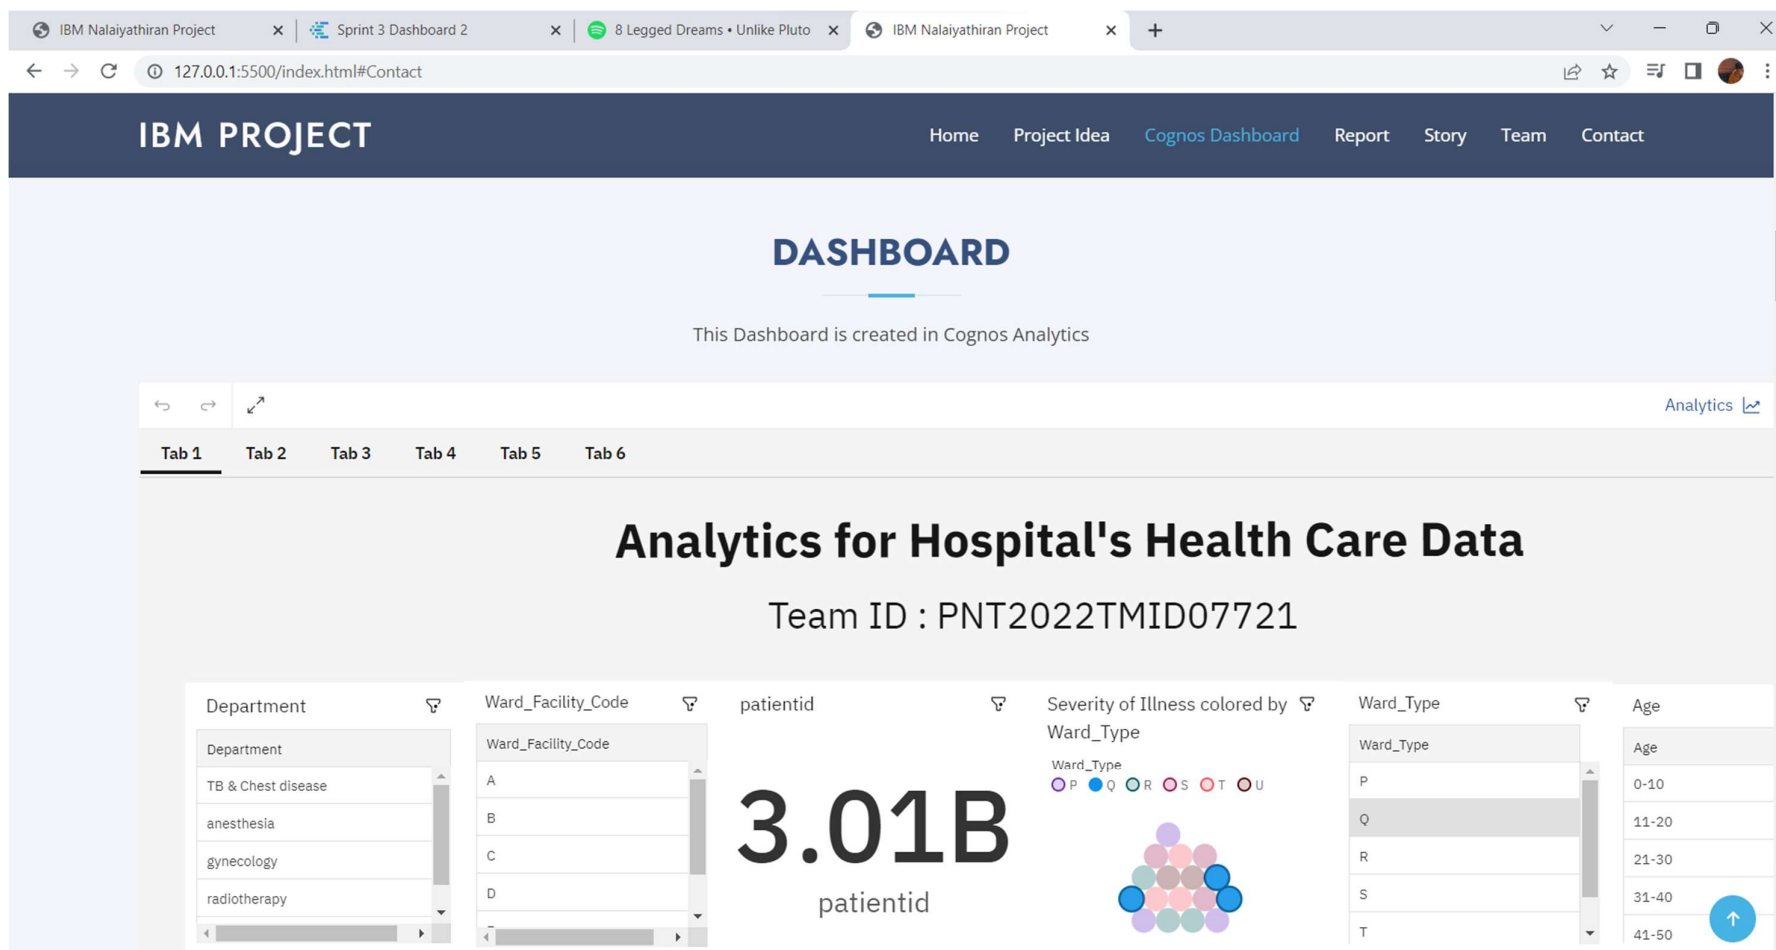 IBM Nalaiyathiran Project
Sprint 3 Dashboard 2
8 Legged Dreams • Unlike Pluto
IBM Nalaiyathiran Project
127.0.0.1:5500/index.html#Contact
IBM PROJECT
Home Project Idea Cognos Dashboard Report Story Team Contact
DASHBOARD
This Dashboard is created in Cognos Analytics
Analytics
Tab 1 Tab 2 Tab 3 Tab 4 Tab 5 Tab 6
Analytics for Hospital's Health Care Data
Team ID : PNT2022TMID07721
Department
Department
TB & Chest disease
anesthesia
gynecology
radiotherapy
Ward_Facility_Code
Ward_Facility_Code
A
B
C
D
patientid
3.01B
patientid
Severity of Illness colored by
Ward_Type
Ward_Type
P Q R S T U
Ward_Type
Ward_Type
P
Q
R
S
T
Age
Age
0-10
11-20
21-30
31-40
41-50